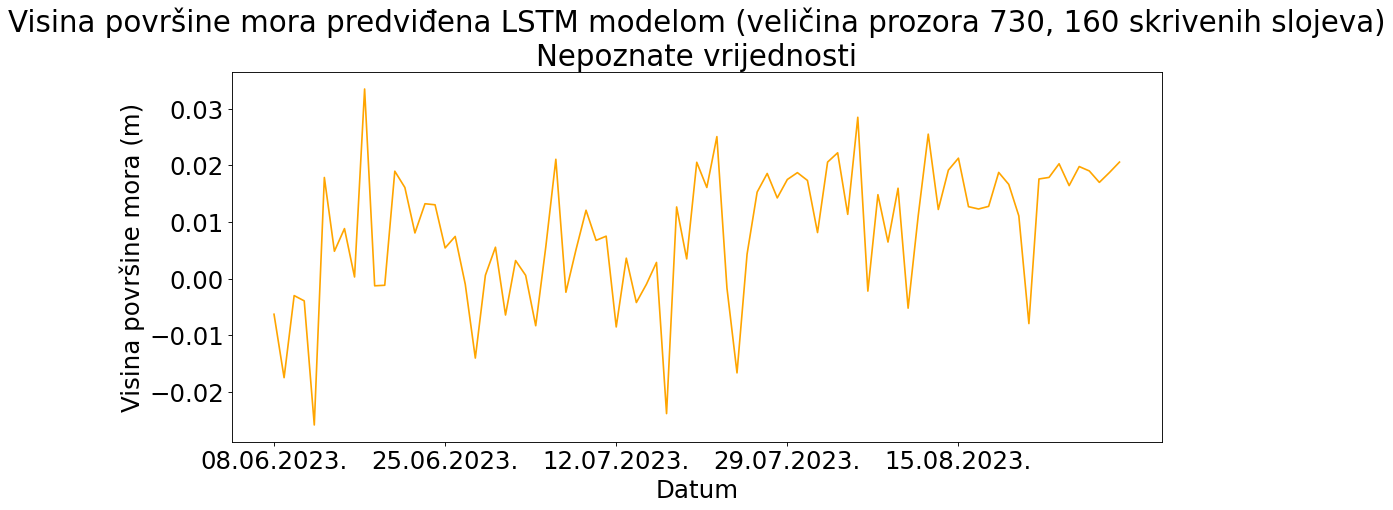 Visina površine mora predviđena LSTM modelom (veličina prozora 730, 160 skrivenih slojeva)
Nepoznate vrijednosti
Visina površine mora (m)
0.03
0.02
0.01
0.00
−0.01
−0.02
08.06.2023. 25.06.2023. 12.07.2023. 29.07.2023. 15.08.2023.
Datum